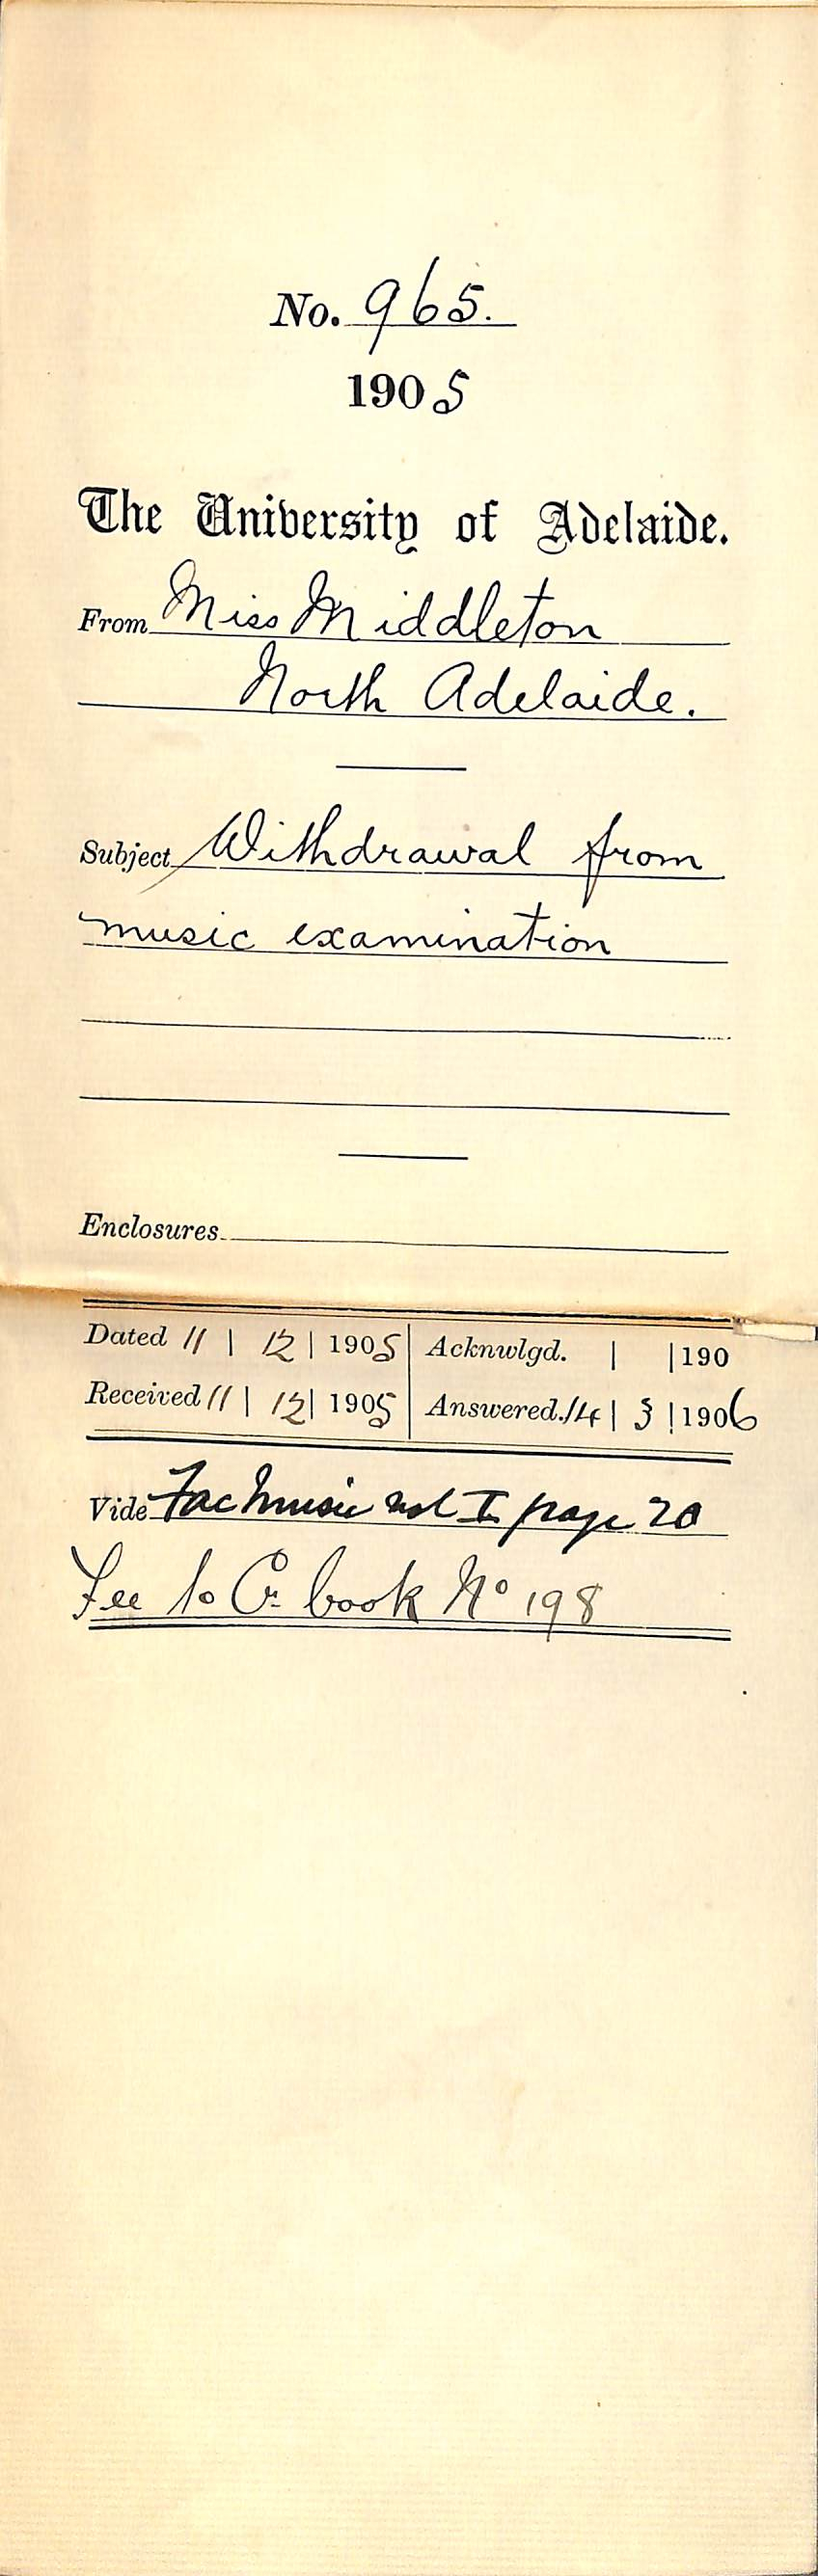 No. 965.
1905
The University of Adelaide.
From Miss Middleton
North Adelaide.
Subject Withdrawal from
music examination
Enclosures
Dated 11 | 12 | 1905 Acknwlgd. | | 190
Received 11 | 12 | 1905 Answered. 14 | 3 | 1906
Vide Fac Music vol I page 20
Fee to Cr. book No 198